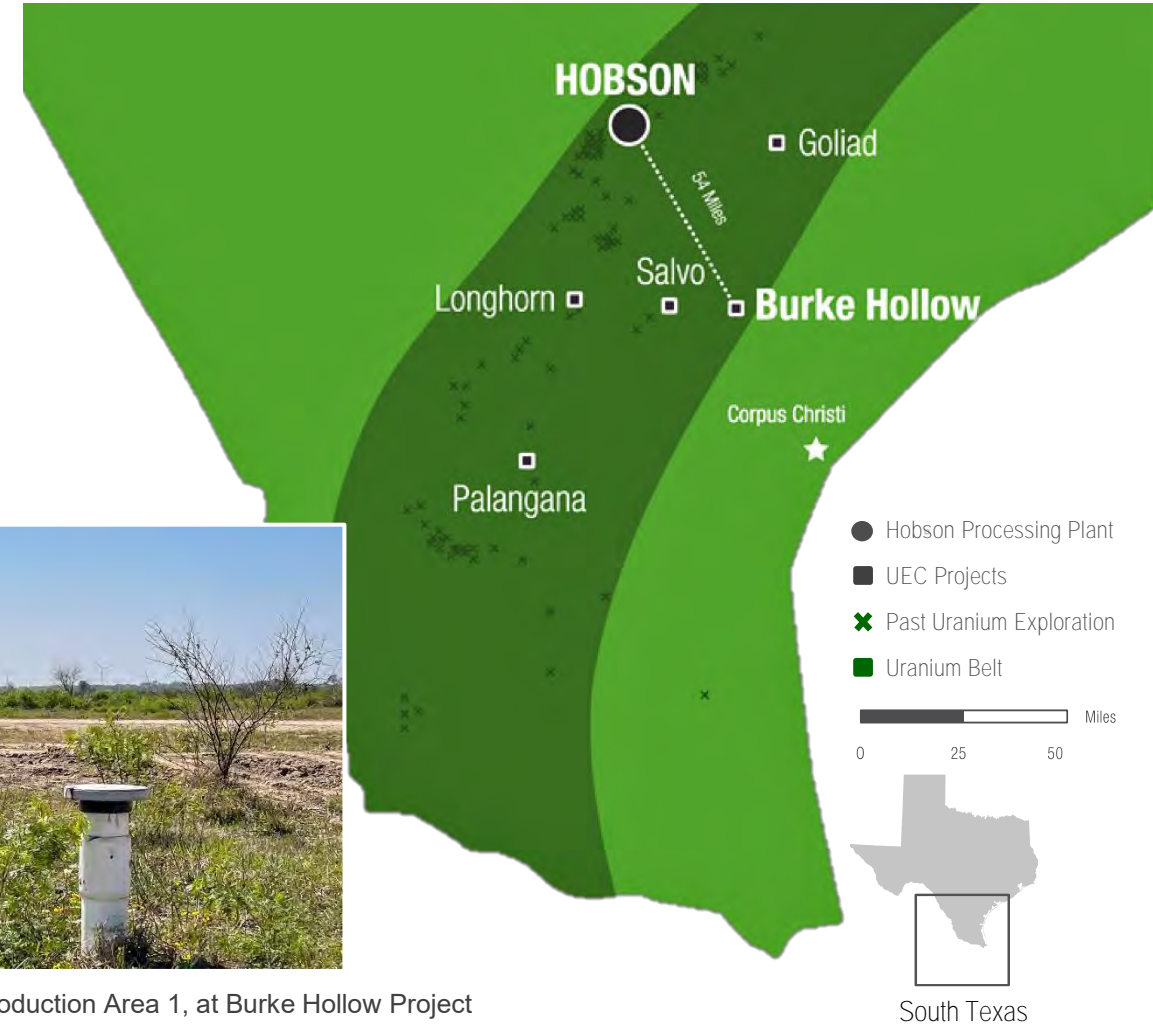 HOBSON
Goliad
54 Miles
Salvo
Longhorn
Burke Hollow
Corpus Christi
Palangana
Hobson Processing Plant
UEC Projects
Past Uranium Exploration
Uranium Belt
Miles
0 25 50
oduction Area 1, at Burke Hollow Project
South Texas